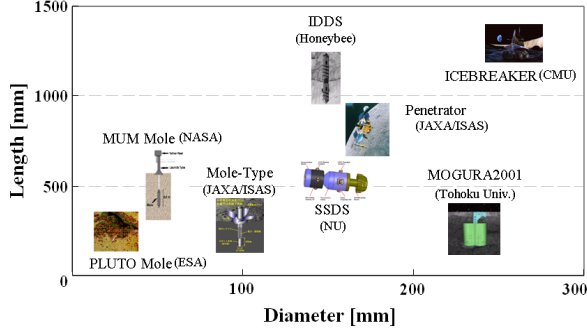 1500
IDDS
(Honeybee)
ICEBREAKER (CMU)
1000
Penetrator
(JAXA/ISAS)
MUM Mole (NASA)
Mole-Type
(JAXA/ISAS)
MOGURA2001
(Tohoku Univ.)
500
SSDS
(NU)
PLUTO Mole (ESA)
0
100
200
300
Length [mm]
Diameter [mm]